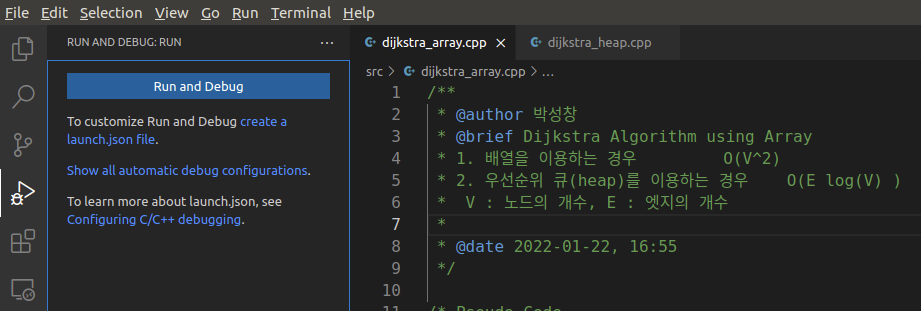 File Edit Selection View Go Run Terminal Help
RUN AND DEBUG: RUN ...
Run and Debug
To customize Run and Debug create a
launch.json file.
Show all automatic debug configurations.
To learn more about launch.json, see
Configuring C/C++ debugging.
dijkstra_array.cpp × dijkstra_heap.cpp
src > dijkstra_array.cpp > ...
1 /**
2 * @author 박성창
3 * @brief Dijkstra Algorithm using Array
4 * 1. 배열을 이용하는 경우 O(V^2)
5 * 2. 우선순위 큐(heap)를 이용하는 경우 O(E log(V) )
6 * V : 노드의 개수, E : 엣지의 개수
7 *
8 * @date 2022-01-22, 16:55
9 */
10
11 /* Pseudo Code